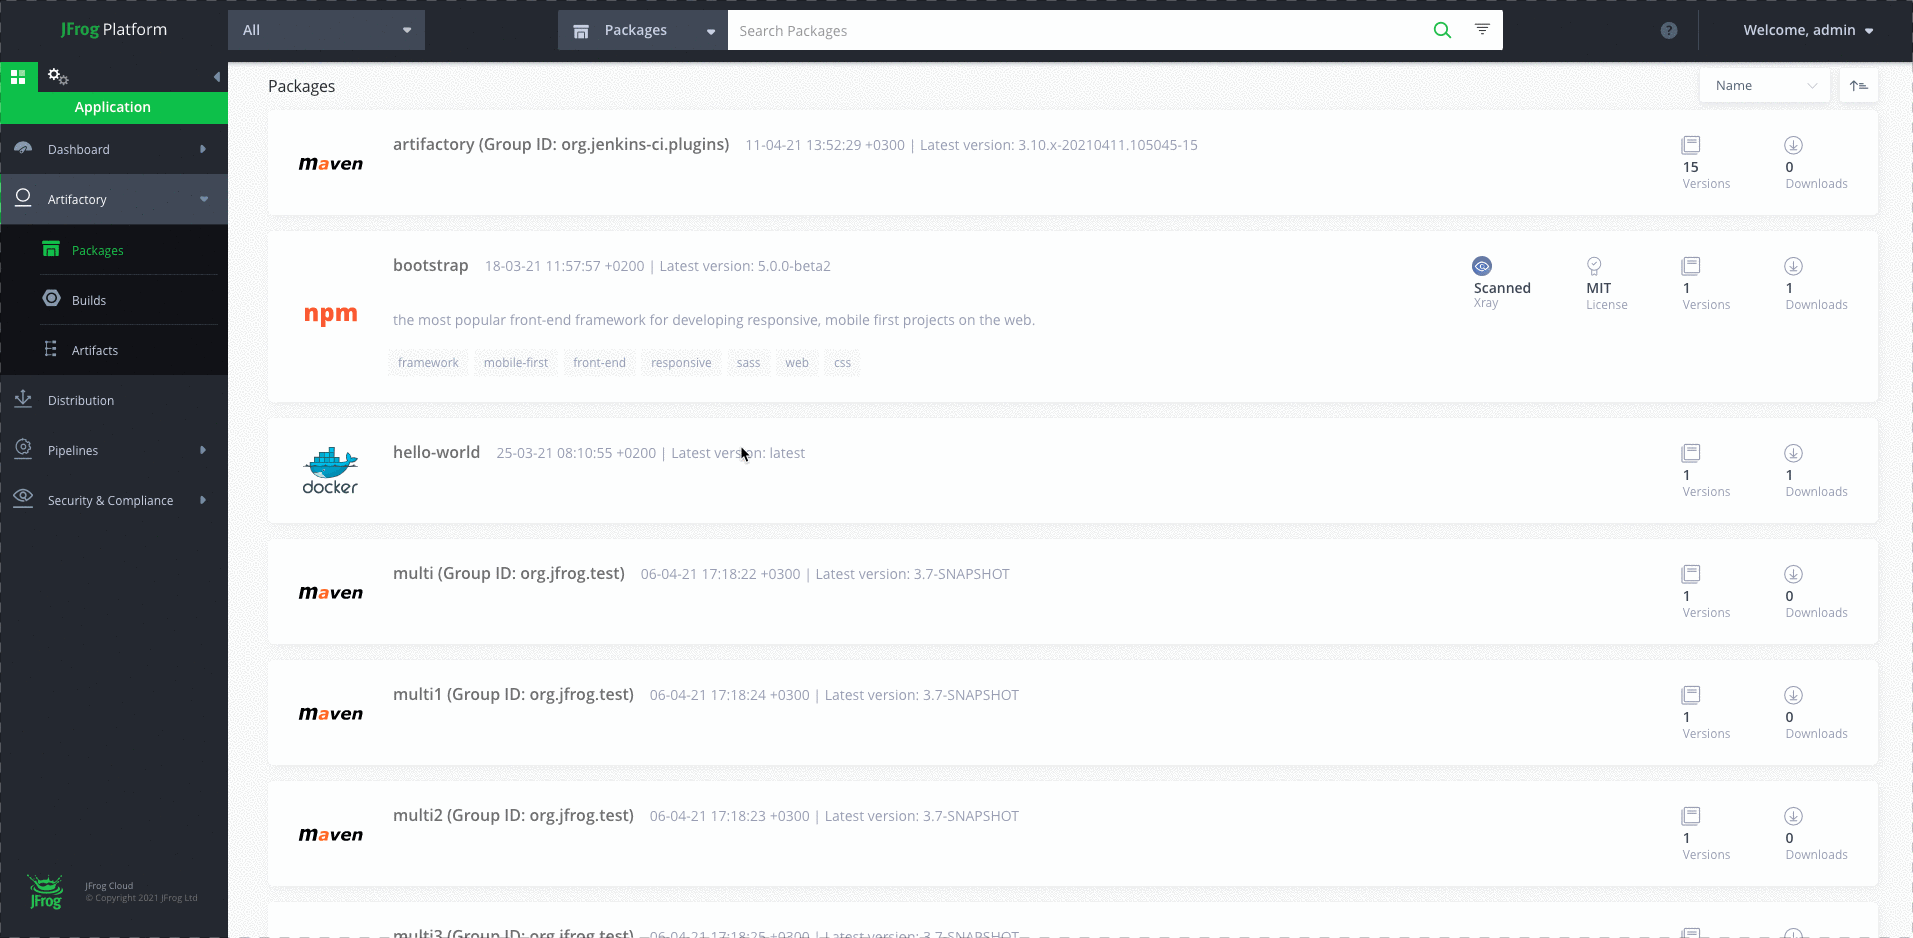 JFrog Platform
All
Packages
Search Packages
?
Welcome, admin
Application
Dashboard
Artifactory
Packages
Builds
Artifacts
Distribution
Pipelines
Security & Compliance
JFrog
JFrog Cloud
© Copyright 2021 JFrog Ltd
Packages
Name
maven
artifactory (Group ID: org.jenkins-ci.plugins) 11-04-21 13:52:29 +0300 | Latest version: 3.10.x-20210411.105045-15
15 Versions
0 Downloads
npm
bootstrap 18-03-21 11:57:57 +0200 | Latest version: 5.0.0-beta2
the most popular front-end framework for developing responsive, mobile first projects on the web.
framework mobile-first front-end responsive sass web css
Scanned Xray
MIT License
1 Versions
1 Downloads
docker
hello-world 25-03-21 08:10:55 +0200 | Latest version: latest
1 Versions
1 Downloads
maven
multi (Group ID: org.jfrog.test) 06-04-21 17:18:22 +0300 | Latest version: 3.7-SNAPSHOT
1 Versions
0 Downloads
maven
multi1 (Group ID: org.jfrog.test) 06-04-21 17:18:24 +0300 | Latest version: 3.7-SNAPSHOT
1 Versions
0 Downloads
maven
multi2 (Group ID: org.jfrog.test) 06-04-21 17:18:23 +0300 | Latest version: 3.7-SNAPSHOT
1 Versions
0 Downloads
multi3 (Group ID: org.jfrog.test) 06-04-21 17:18:25 +0300 | Latest version: 3.7-SNAPSHOT